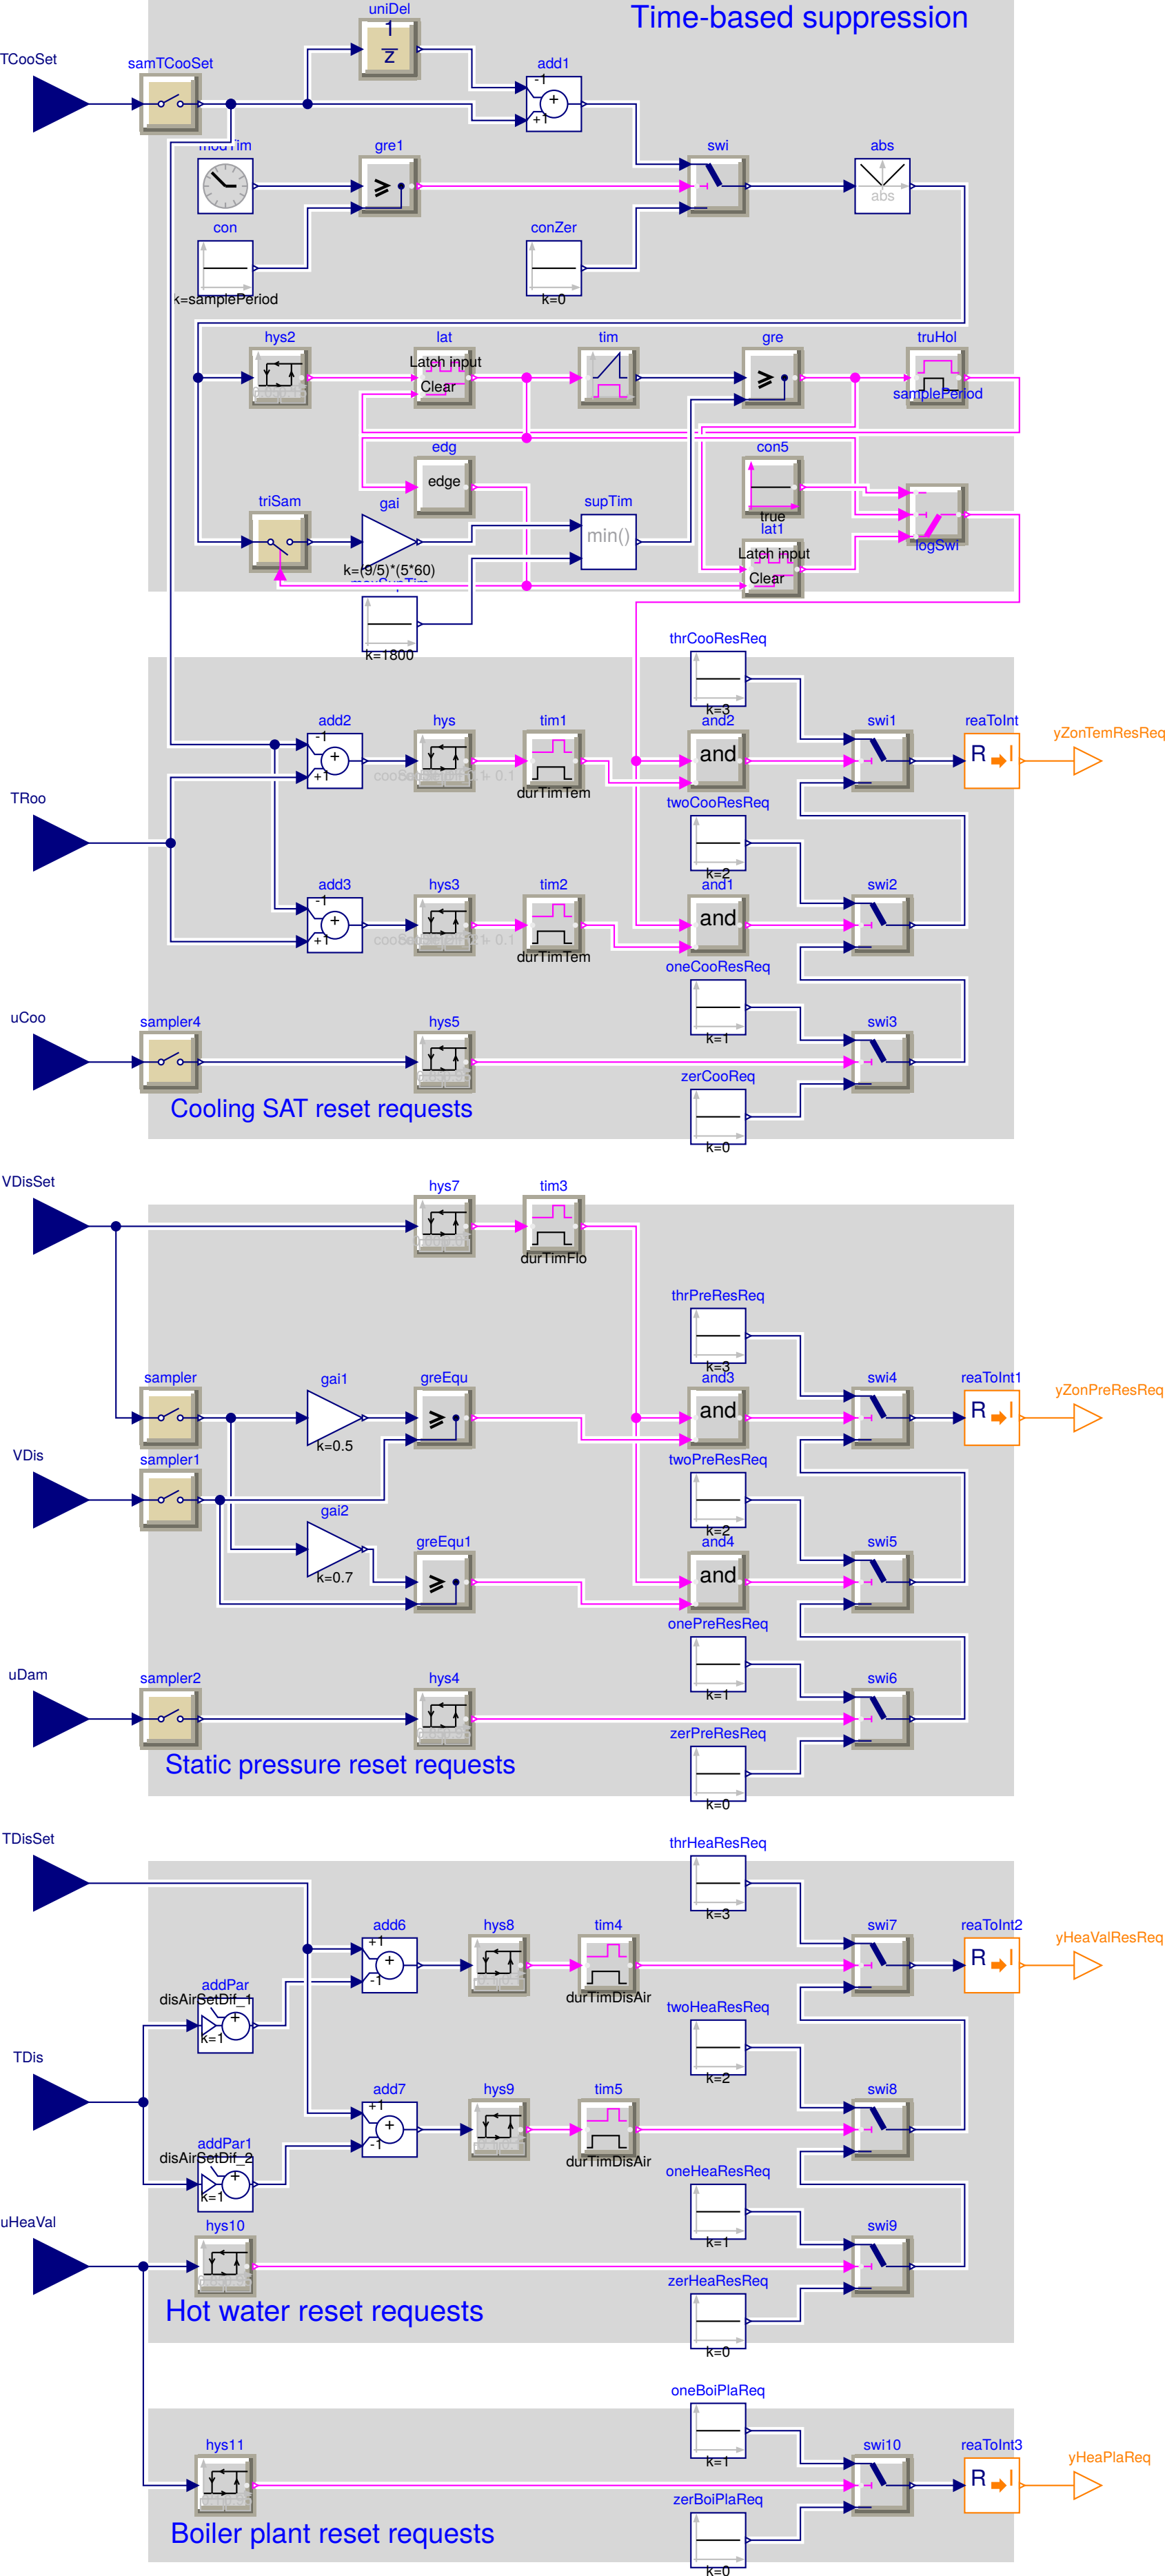 Time-based suppression
uniDel
1
z
TCooSet
samTCooSet
add1
-1
+
+1
modTim
gre1
swi
abs
abs
con
conZer
k=samplePeriod
k=0
hys2
lat
tim
gre
truHol
Latch input
Clear
samplePeriod
edg
con5
edge
true
triSam
gai
supTim
min()
logSwi
lat1
Latch input
Clear
k=(9/5)*(5*60)
k=1800
thrCooResReq
k=3
add2
hys
tim1
and2
swi1
reaToInt
yZonTemResReq
-1
+
+1
and
R
I
durTimTem
TRoo
twoCooResReq
k=2
add3
hys3
tim2
and1
swi2
-1
+
+1
and
durTimTem
oneCooResReq
k=1
uCoo
sampler4
hys5
swi3
zerCooReq
k=0
Cooling SAT reset requests
VDisSet
hys7
tim3
durTimFlo
thrPreResReq
k=3
sampler
gai1
greEqu
and3
swi4
reaToInt1
yZonPreResReq
and
R
I
k=0.5
VDis
sampler1
twoPreResReq
k=2
gai2
greEqu1
and4
swi5
and
k=0.7
onePreResReq
k=1
uDam
sampler2
hys4
swi6
zerPreResReq
k=0
Static pressure reset requests
TDisSet
thrHeaResReq
k=3
add6
hys8
tim4
swi7
reaToInt2
yHeaValResReq
+1
+
-1
R
I
durTimDisAir
addPar
disAirSetDif_1
+
k=1
TDis
twoHeaResReq
k=2
add7
hys9
tim5
swi8
+1
+
-1
durTimDisAir
addPar1
disAirSetDif_2
+
k=1
oneHeaResReq
k=1
uHeaVal
hys10
swi9
zerHeaResReq
k=0
Hot water reset requests
oneBoiPlaReq
k=1
hys11
swi10
reaToInt3
yHeaPlaReq
R
I
zerBoiPlaReq
k=0
Boiler plant reset requests